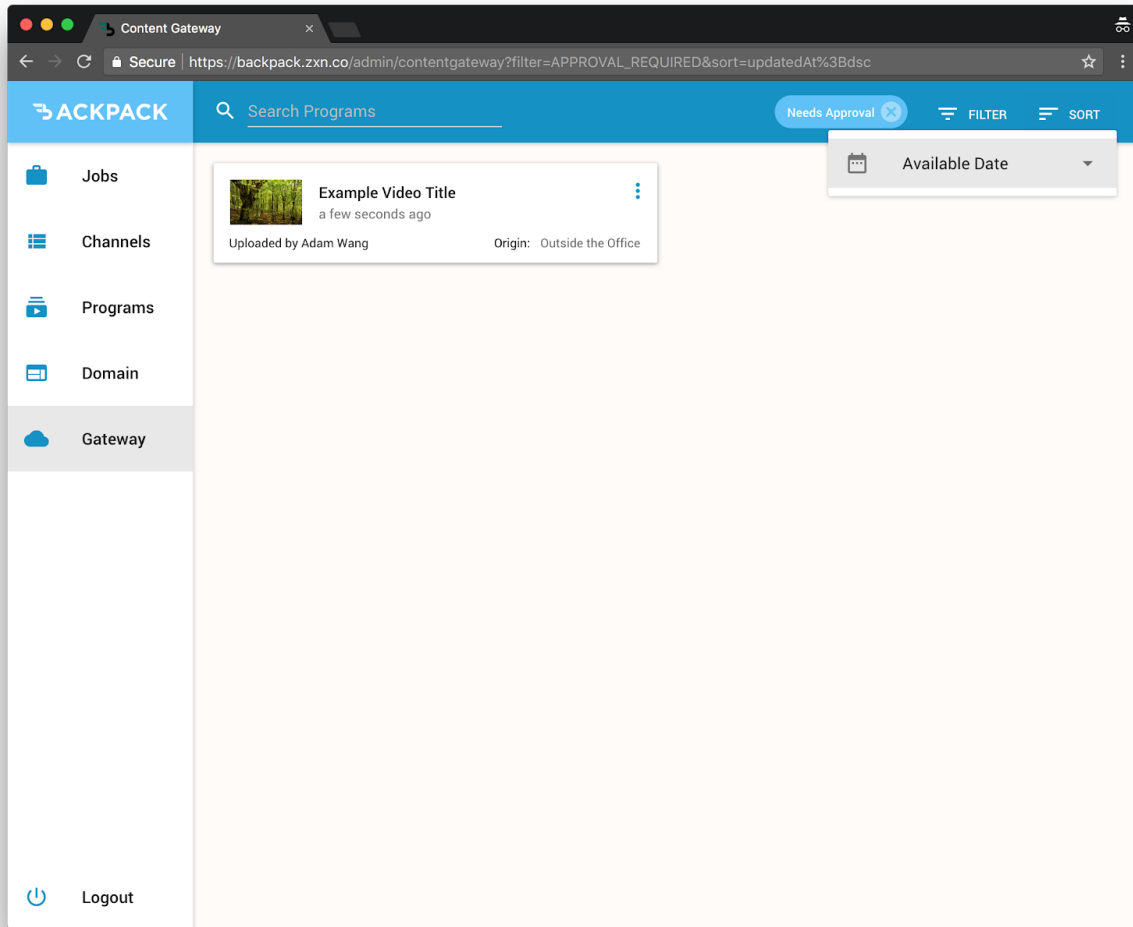 Content Gateway
Secure https://backpack.zxn.co/admin/contentgateway?filter=APPROVAL_REQUIRED&sort=updatedAt%3Bdsc
BACKPACK
Search Programs
Needs Approval
FILTER
SORT
Available Date
Jobs
Channels
Programs
Domain
Gateway
Logout
Example Video Title
a few seconds ago
Uploaded by Adam Wang
Origin: Outside the Office